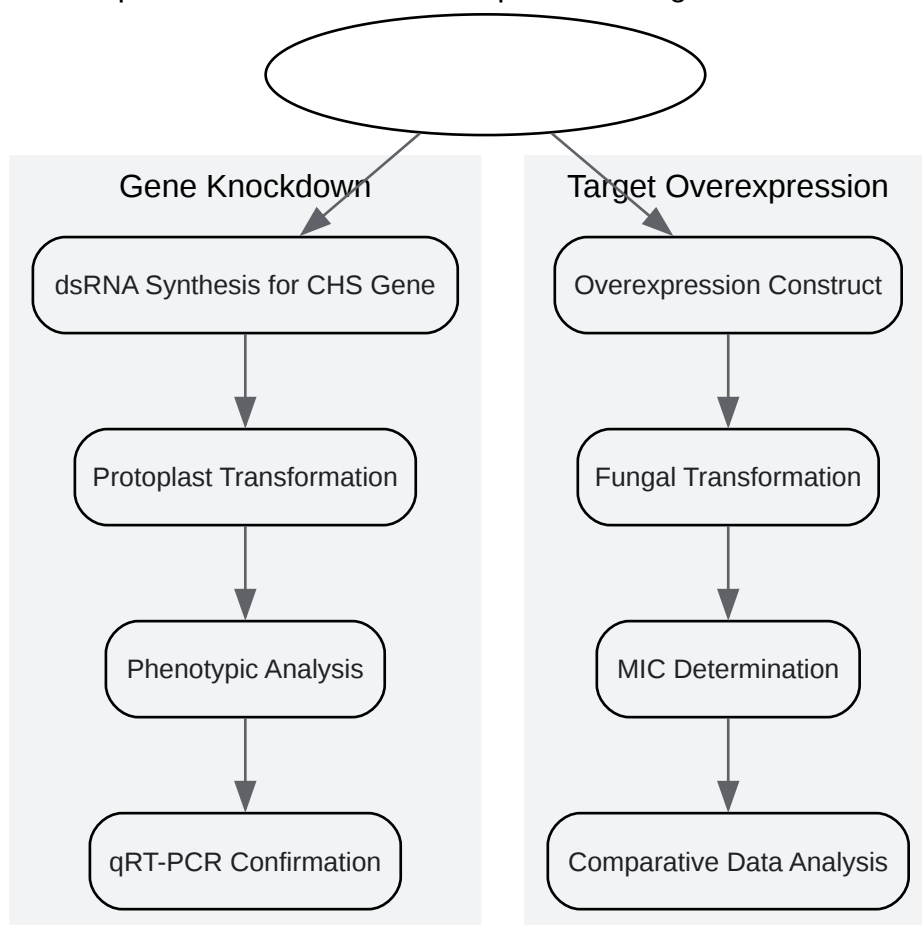 Gene Knockdown
dsRNA Synthesis for CHS Gene
Protoplast Transformation
Phenotypic Analysis
qRT-PCR Confirmation
Target Overexpression
Overexpression Construct
Fungal Transformation
MIC Determination
Comparative Data Analysis